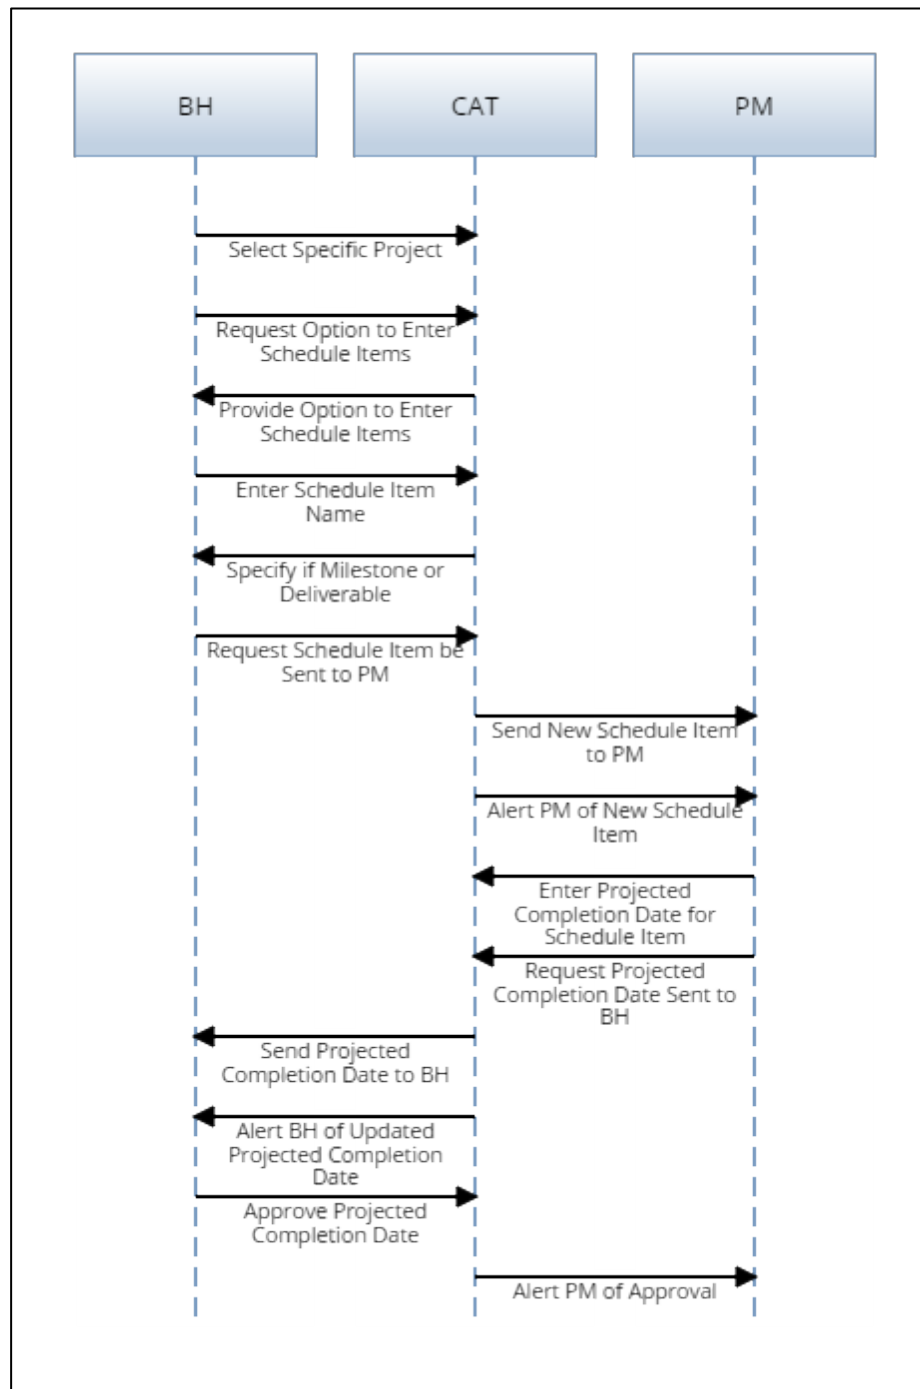 BH
CAT
PM
Select Specific Project
Request Option to Enter
Schedule Items
Provide Option to Enter
Schedule Items
Enter Schedule Item
Name
Specify if Milestone or
Deliverable
Request Schedule Item be
Sent to PM
Send New Schedule Item
to PM
Alert PM of New Schedule
Item
Enter Projected
Completion Date for
Schedule Item
Request Projected
Completion Date Sent to
BH
Send Projected
Completion Date to BH
Alert BH of Updated
Projected Completion
Date
Approve Projected
Completion Date
Alert PM of Approval